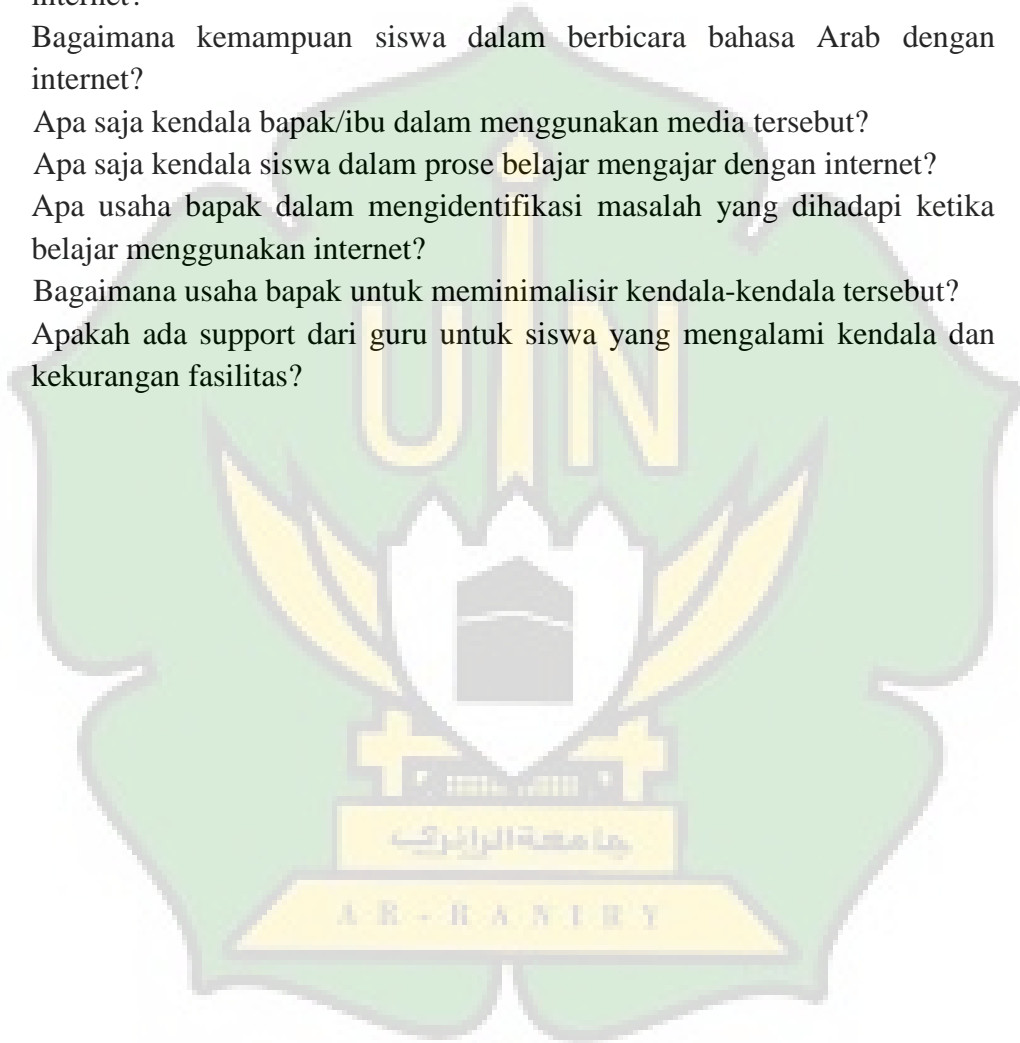 internet?
Bagaimana kemampuan siswa dalam berbicara bahasa Arab dengan
internet?
Apa saja kendala bapak/ibu dalam menggunakan media tersebut?
Apa saja kendala siswa dalam prose belajar mengajar dengan internet?
Apa usaha bapak dalam mengidentifikasi masalah yang dihadapi ketika
belajar menggunakan internet?
Bagaimana usaha bapak untuk meminimalisir kendala-kendala tersebut?
Apakah ada support dari guru untuk siswa yang mengalami kendala dan
kekurangan fasilitas?
UIN
جامعة الرانري
AR-RANIRY